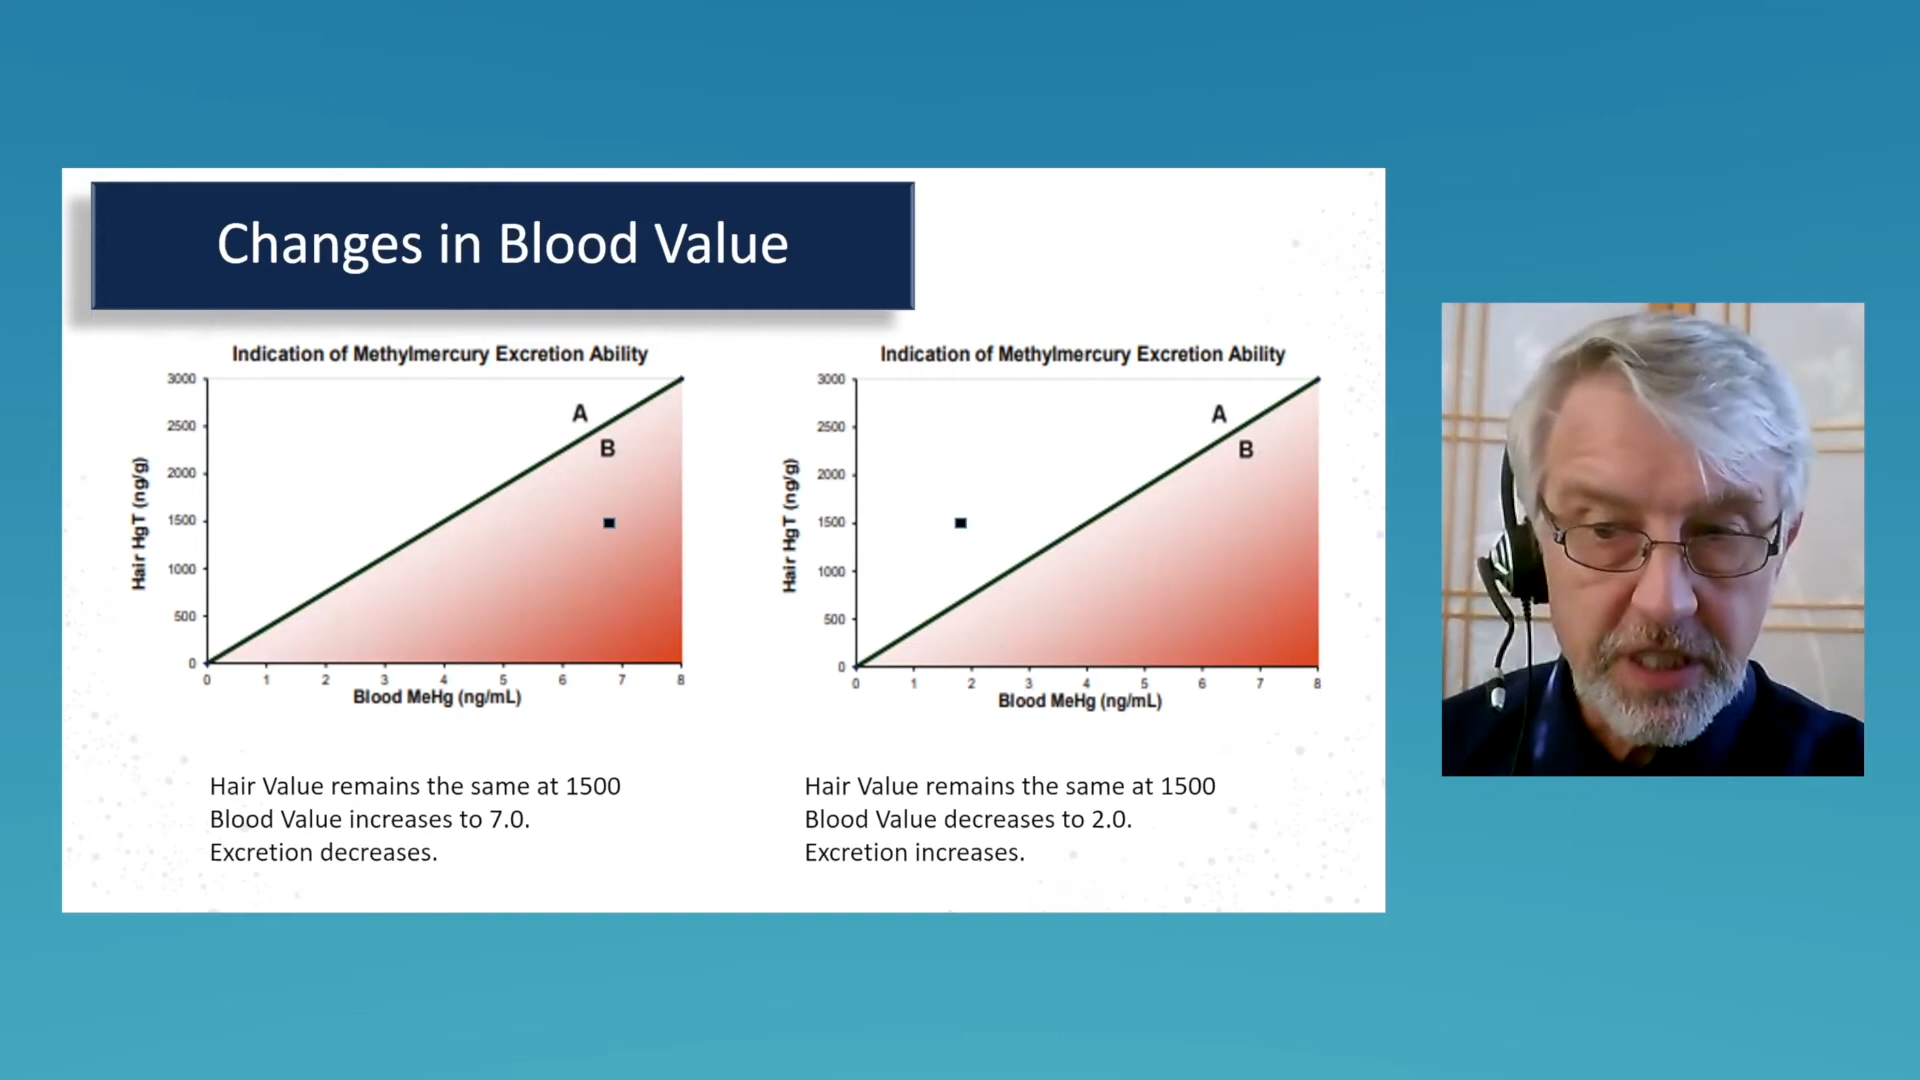 Changes in Blood Value
Indication of Methylmercury Excretion Ability
3000
2500
2000
1500
1000
500
0
Hair HgT (ng/g)
A
B
0 1 2 3 4 5 6 7 8
Blood MeHg (ng/mL)
Hair Value remains the same at 1500
Blood Value increases to 7.0.
Excretion decreases.
Indication of Methylmercury Excretion Ability
3000
2500
2000
1500
1000
500
0
Hair HgT (ng/g)
A
B
0 1 2 3 4 5 6 7 8
Blood MeHg (ng/mL)
Hair Value remains the same at 1500
Blood Value decreases to 2.0.
Excretion increases.